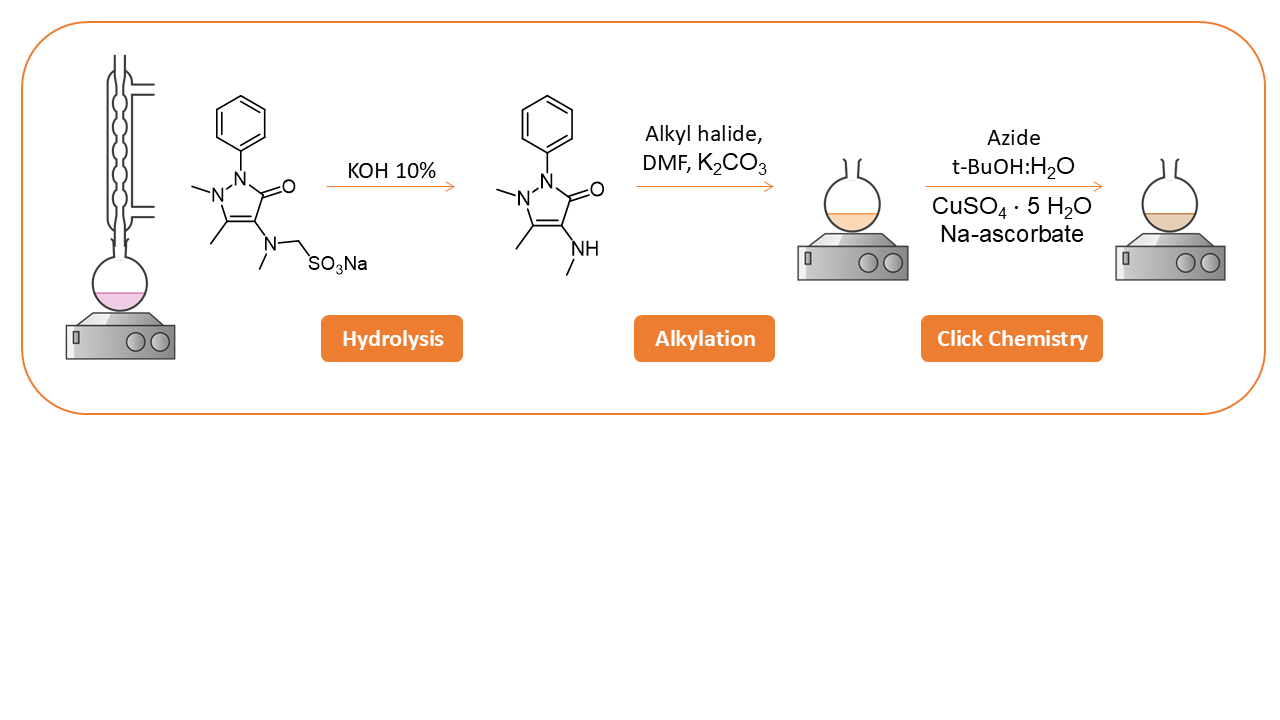 N
N
O
N
SO₃Na
KOH 10%
N
N
O
NH
Alkyl halide,
DMF, K₂CO₃
Azide
t-BuOH:H₂O
CuSO₄ · 5 H₂O
Na-ascorbate
Hydrolysis
Alkylation
Click Chemistry